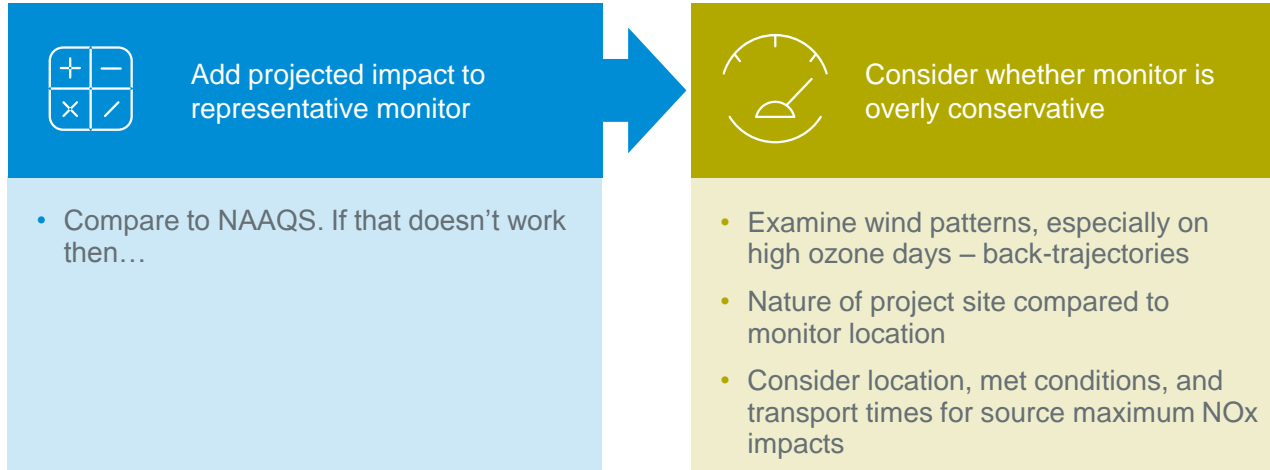 Add projected impact to
representative monitor
• Compare to NAAQS. If that doesn’t work
then…
Consider whether monitor is
overly conservative
• Examine wind patterns, especially on
high ozone days – back-trajectories
• Nature of project site compared to
monitor location
• Consider location, met conditions, and
transport times for source maximum NOx
impacts